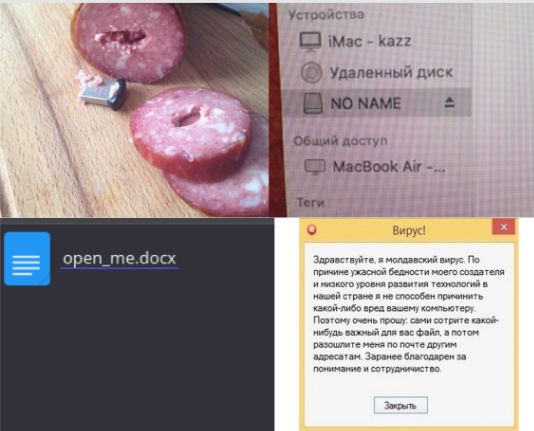 Устройства
iMac - kazz
Удаленный диск
NO NAME
Общий доступ
MacBook Air -...
Теги
open_me.docx
Вирус!
Здравствуйте, я молдавский вирус. По
причине ужасной бедности моего создателя
и низкого уровня развития технологий в
нашей стране я не способен причинить
какой-либо вред вашему компьютеру.
Поэтому очень прошу: сами сотрите какой-
нибудь важный для вас файл, а потом
разошлите меня по почте другим
адресатам. Заранее благодарен за
понимание и сотрудничиство.
Закрыть